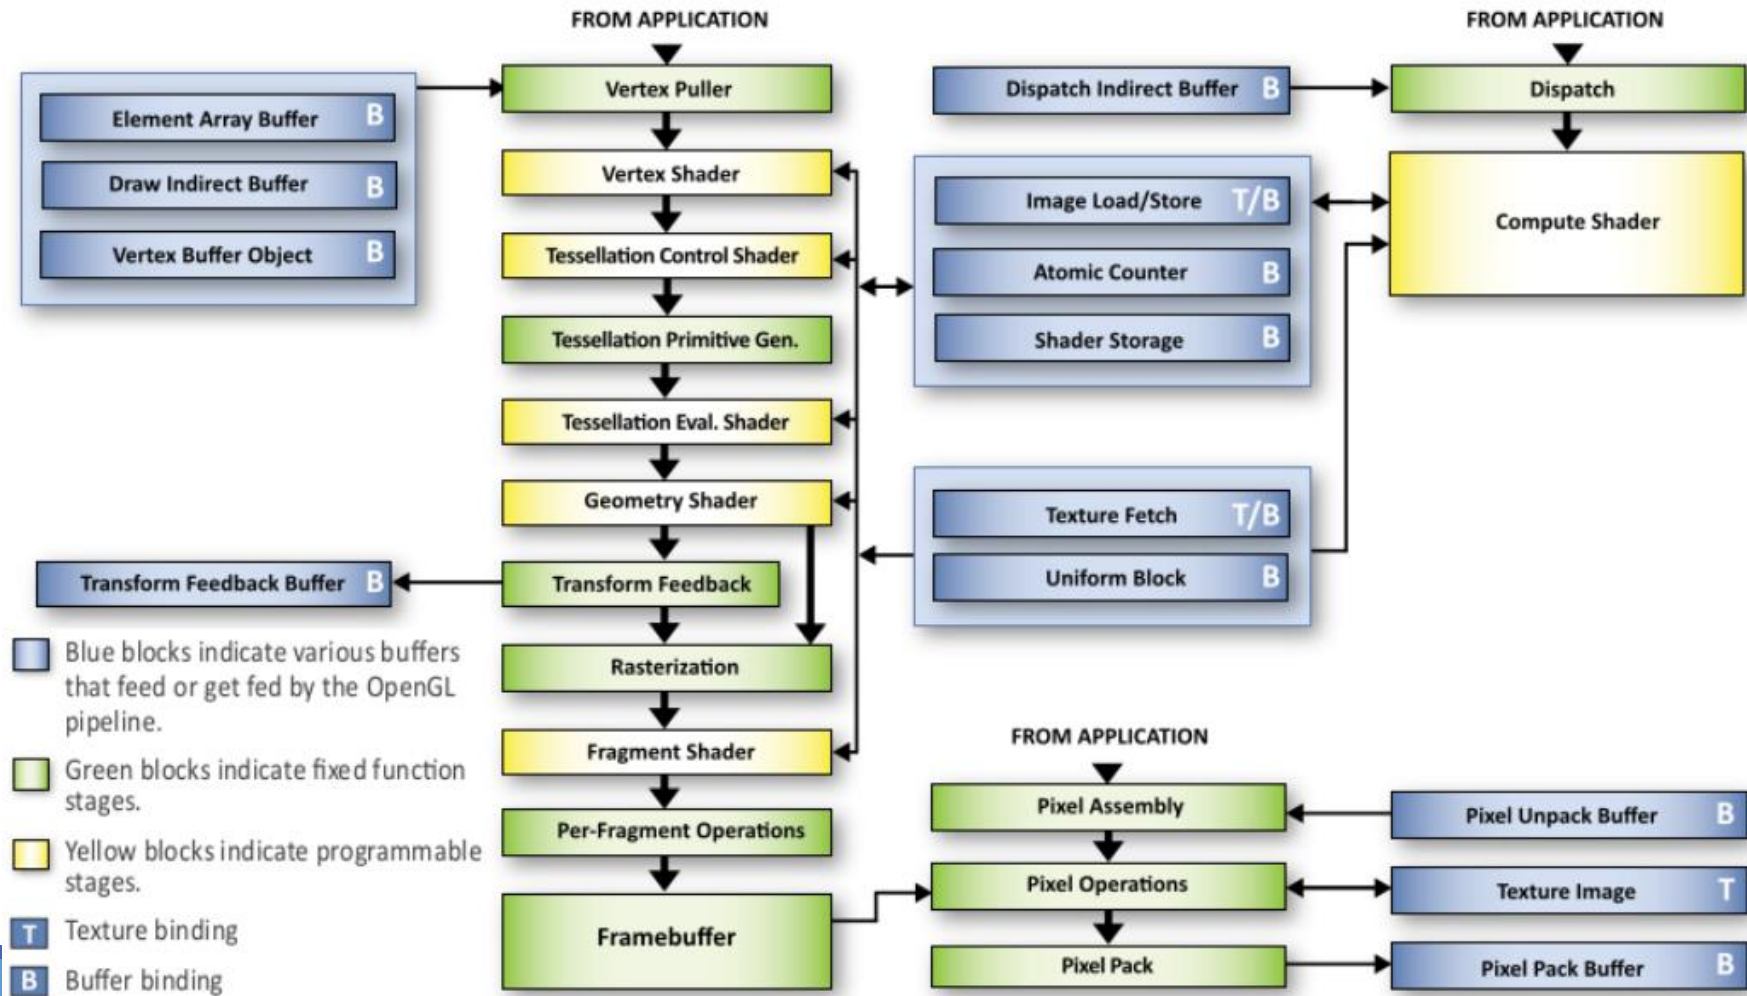 FROM APPLICATION
Vertex Puller
Element Array Buffer B
Draw Indirect Buffer B
Vertex Buffer Object B
Vertex Shader
Tessellation Control Shader
Tessellation Primitive Gen.
Tessellation Eval. Shader
Geometry Shader
Transform Feedback
Transform Feedback Buffer B
Rasterization
Fragment Shader
Per-Fragment Operations
Framebuffer
FROM APPLICATION
Dispatch Indirect Buffer B
Dispatch
Image Load/Store T/B
Atomic Counter B
Shader Storage B
Compute Shader
Texture Fetch T/B
Uniform Block B
FROM APPLICATION
Pixel Assembly
Pixel Unpack Buffer B
Pixel Operations
Texture Image T
Pixel Pack
Pixel Pack Buffer B
Blue blocks indicate various buffers
that feed or get fed by the OpenGL
pipeline.
Green blocks indicate fixed function
stages.
Yellow blocks indicate programmable
stages.
T Texture binding
B Buffer binding